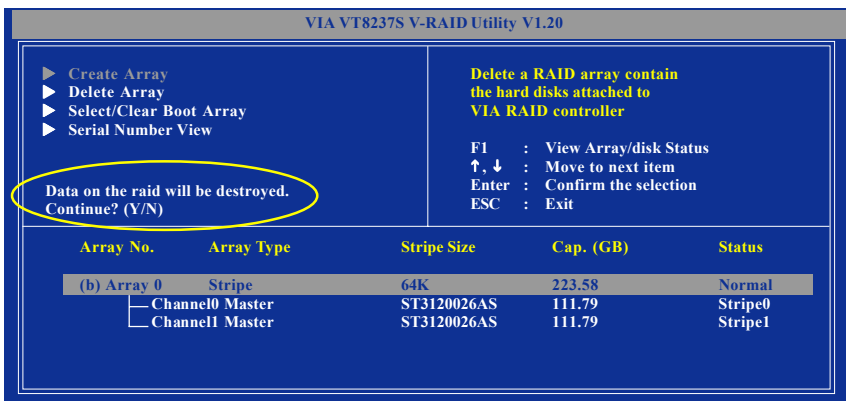 VIA VT8237S V-RAID Utility V1.20
Create Array
Delete Array
Select/Clear Boot Array
Serial Number View
Data on the raid will be destroyed.
Continue? (Y/N)
Delete a RAID array contain
the hard disks attached to
VIA RAID controller
F1 : View Array/disk Status
↑, ↓ : Move to next item
Enter : Confirm the selection
ESC : Exit
Array No. Array Type Stripe Size Cap. (GB) Status
(b) Array 0 Stripe 64K 223.58 Normal
Channel0 Master ST3120026AS 111.79 Stripe0
Channel1 Master ST3120026AS 111.79 Stripe1